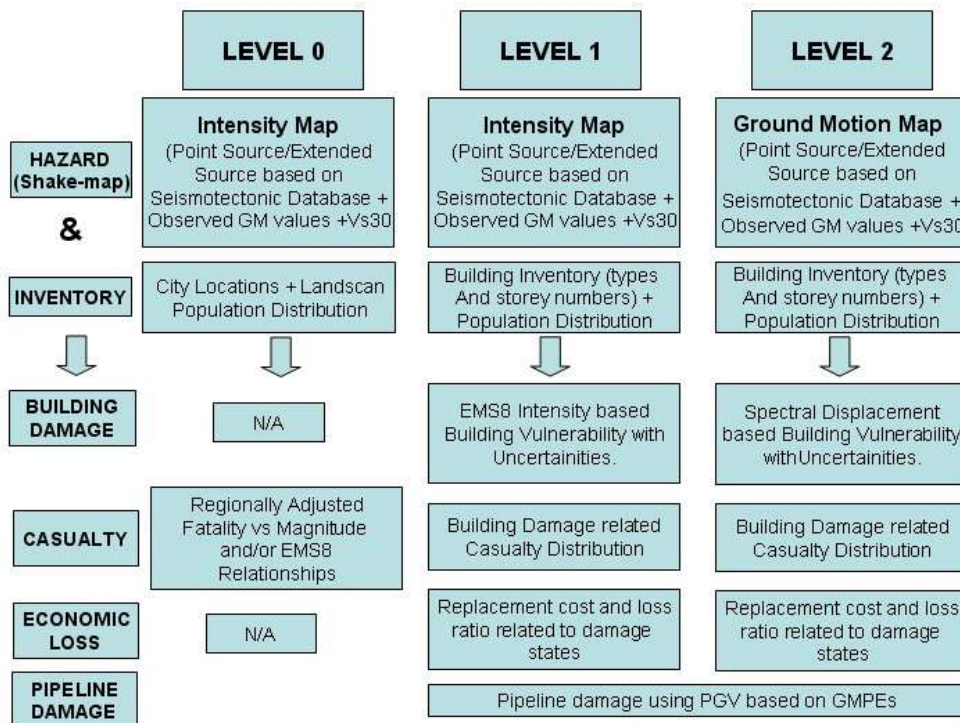 LEVEL 0
LEVEL 1
LEVEL 2
HAZARD
(Shake-map)
&
Intensity Map
(Point Source/Extended
Source based on
Seismotectonic Database +
Observed GM values +Vs30
Intensity Map
(Point Source/Extended
Source based on
Seismotectonic Database +
Observed GM values +Vs30
Ground Motion Map
(Point Source/Extended
Source based on
Seismotectonic Database +
Observed GM values +Vs30
INVENTORY
City Locations + Landscan
Population Distribution
Building Inventory (types
And storey numbers) +
Population Distribution
Building Inventory (types
And storey numbers) +
Population Distribution
BUILDING
DAMAGE
N/A
EMS8 Intensity based
Building Vulnerability with
Uncertainities.
Spectral Displacement
based Building Vulnerability
withUncertainities.
CASUALTY
Regionally Adjusted
Fatality vs Magnitude
and/or EMS8
Relationships
Building Damage related
Casualty Distribution
Building Damage related
Casualty Distribution
ECONOMIC
LOSS
N/A
Replacement cost and loss
ratio related to damage
states
Replacement cost and loss
ratio related to damage
states
PIPELINE
DAMAGE
Pipeline damage using PGV based on GMPEs